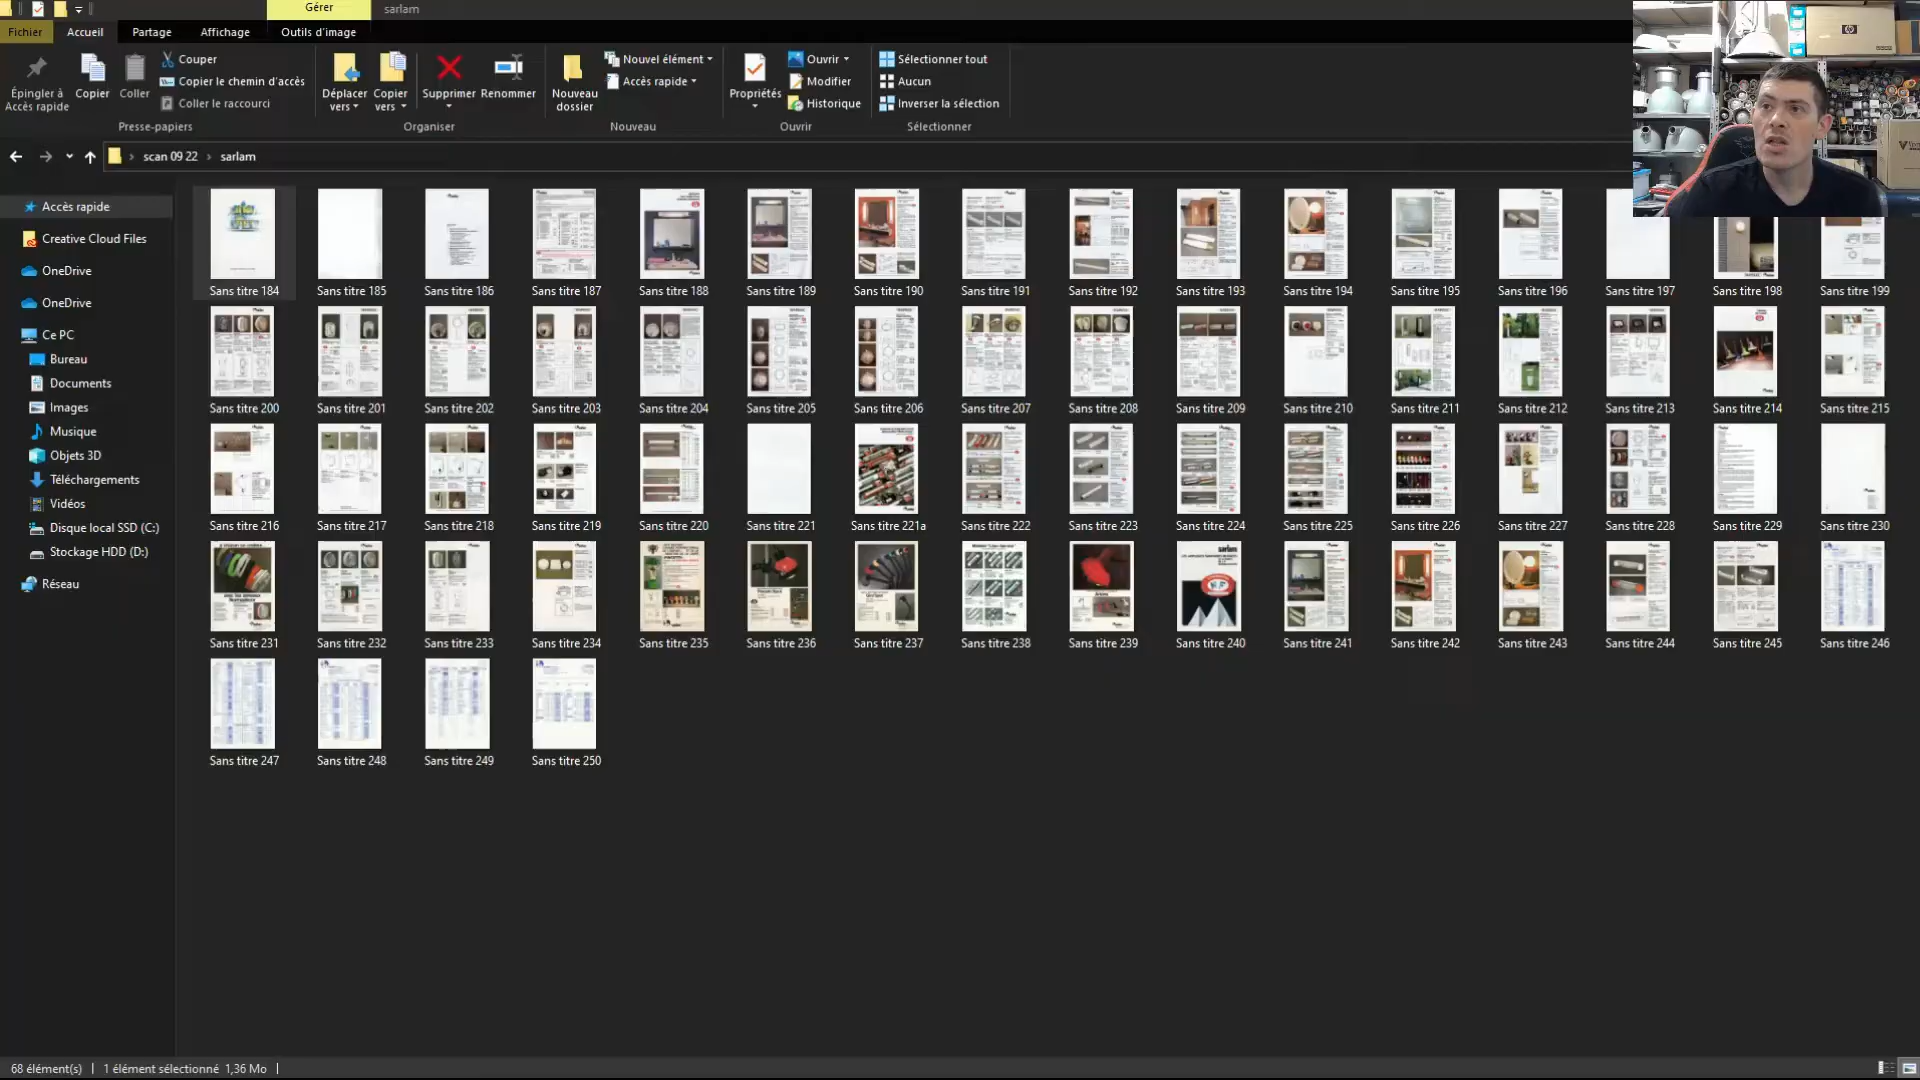 Gérer
sarlam
Fichier
Accueil
Partage
Affichage
Outils d'image
Épingler à Accès rapide
Copier
Coller
Couper
Copier le chemin d'accès
Coller le raccourci
Déplacer vers
Copier vers
Supprimer
Renommer
Nouveau dossier
Nouvel élément
Accès rapide
Propriétés
Ouvrir
Modifier
Historique
Sélectionner tout
Aucun
Inverser la sélection
Presse-papiers
Organiser
Nouveau
Ouvrir
Sélectionner
scan 09 22 › sarlam
Accès rapide
Creative Cloud Files
OneDrive
OneDrive
Ce PC
Bureau
Documents
Images
Musique
Objets 3D
Téléchargements
Vidéos
Disque local SSD (C:)
Stockage HDD (D:)
Réseau
Sans titre 184 Sans titre 185 Sans titre 186 Sans titre 187 Sans titre 188 Sans titre 189 Sans titre 190 Sans titre 191 Sans titre 192 Sans titre 193 Sans titre 194 Sans titre 195 Sans titre 196 Sans titre 197 Sans titre 198 Sans titre 199
Sans titre 200 Sans titre 201 Sans titre 202 Sans titre 203 Sans titre 204 Sans titre 205 Sans titre 206 Sans titre 207 Sans titre 208 Sans titre 209 Sans titre 210 Sans titre 211 Sans titre 212 Sans titre 213 Sans titre 214 Sans titre 215
Sans titre 216 Sans titre 217 Sans titre 218 Sans titre 219 Sans titre 220 Sans titre 221 Sans titre 221a Sans titre 222 Sans titre 223 Sans titre 224 Sans titre 225 Sans titre 226 Sans titre 227 Sans titre 228 Sans titre 229 Sans titre 230
sarlam
Sans titre 231 Sans titre 232 Sans titre 233 Sans titre 234 Sans titre 235 Sans titre 236 Sans titre 237 Sans titre 238 Sans titre 239 Sans titre 240 Sans titre 241 Sans titre 242 Sans titre 243 Sans titre 244 Sans titre 245 Sans titre 246
Sans titre 247 Sans titre 248 Sans titre 249 Sans titre 250
68 élément(s)
1 élément sélectionné 1,36 Mo
hp